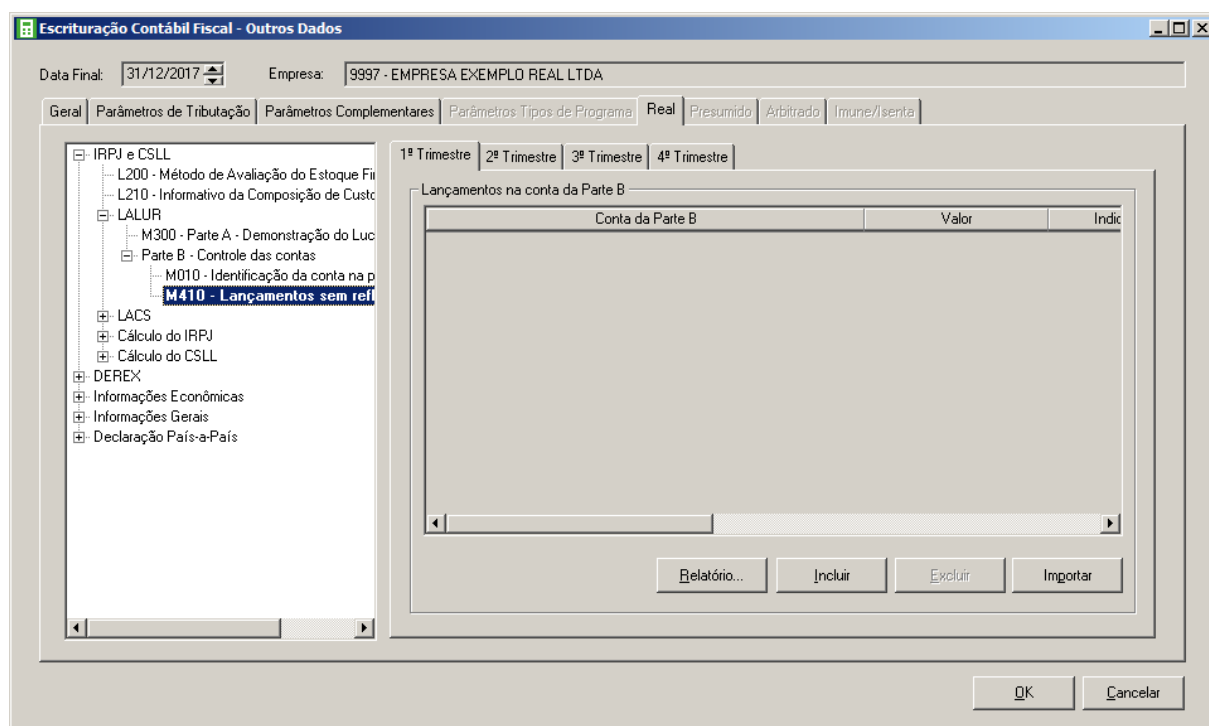 Escrituração Contábil Fiscal - Outros Dados
Data Final: 31/12/2017 Empresa: 9997 - EMPRESA EXEMPLO REAL LTDA
Geral Parâmetros de Tributação Parâmetros Complementares Parâmetros Tipos de Programa Real Presumido Arbitrado Imune/Isenta
IRPJ e CSLL
L200 - Método de Avaliação do Estoque Fi
L210 - Informativo da Composição de Custo
LALUR
M300 - Parte A - Demonstração do Luc
Parte B - Controle das contas
M010 - Identificação da conta na p
M410 - Lançamentos sem refl
LACS
Cálculo do IRPJ
Cálculo do CSLL
DEREX
Informações Econômicas
Informações Gerais
Declaração País-a-País
1º Trimestre 2º Trimestre 3º Trimestre 4º Trimestre
Lançamentos na conta da Parte B
Conta da Parte B Valor Indic
Relatório... Incluir Excluir Importar
OK Cancelar